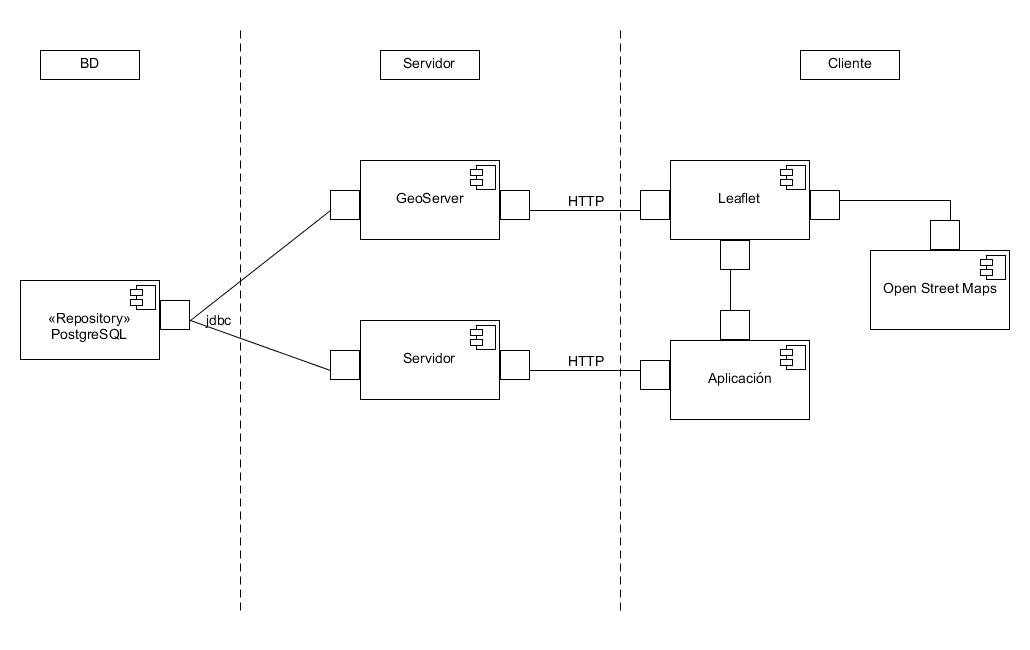 BD
Servidor
Cliente
GeoServer
HTTP
Leaflet
Open Street Maps
«Repository»
PostgreSQL
jdbc
Servidor
HTTP
Aplicación